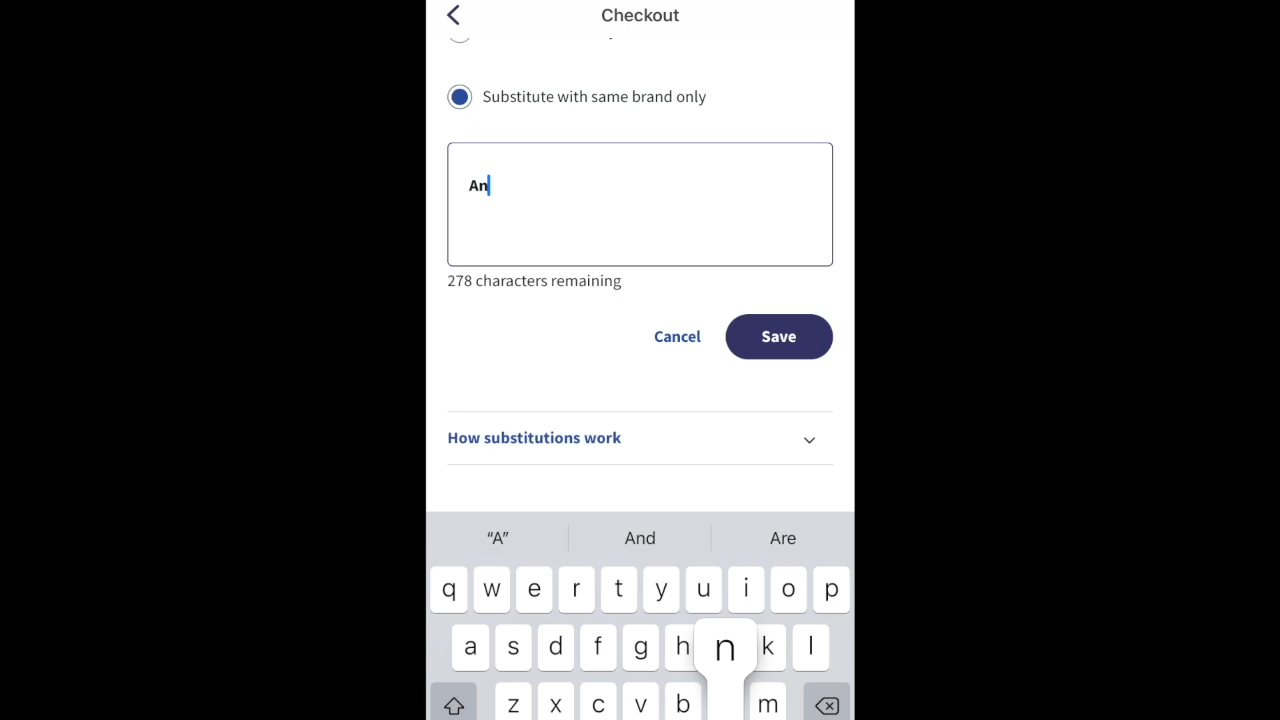 Checkout
Substitute with same brand only
An
278 characters remaining
Cancel
Save
How substitutions work
“A”
And
Are
q w e r t y u i o p
a s d f g h n k l
z x c v b m